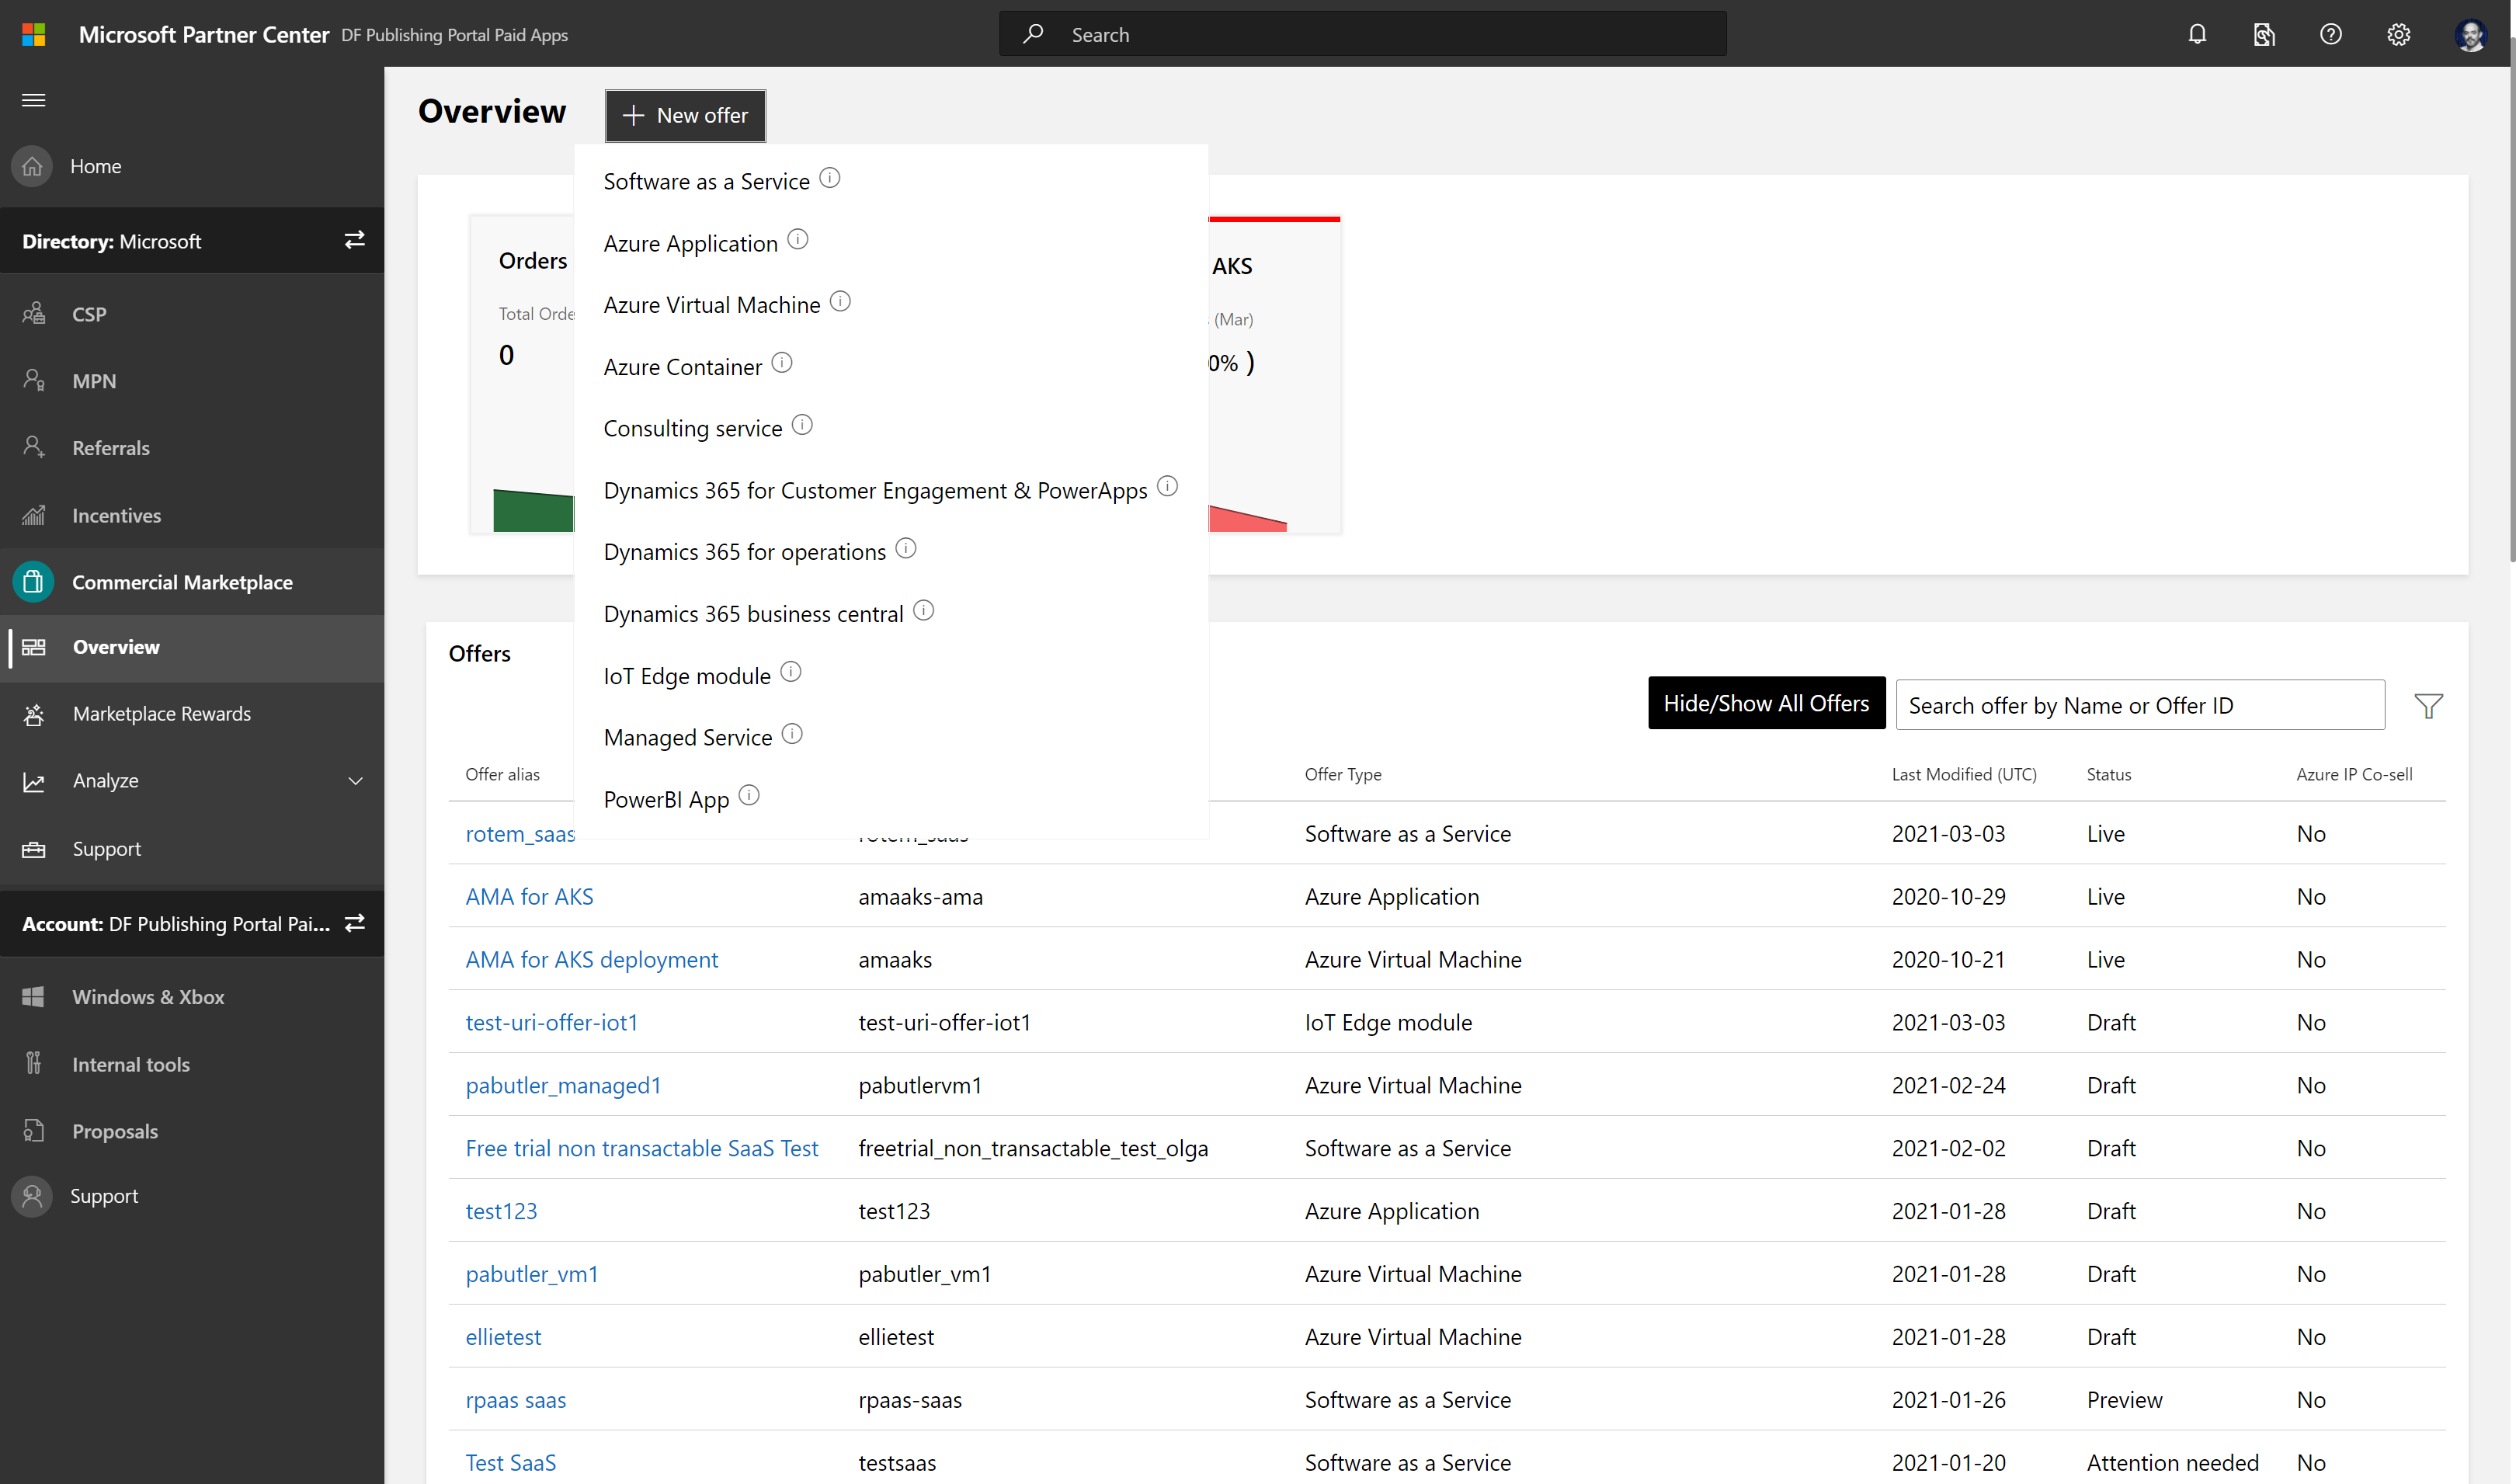 Microsoft Partner Center DF Publishing Portal Paid Apps
Search
Home
Directory: Microsoft
CSP
MPN
Referrals
Incentives
Commercial Marketplace
Overview
Marketplace Rewards
Analyze
Support
Account: DF Publishing Portal Pai...
Windows & Xbox
Internal tools
Proposals
Support
Overview
New offer
Software as a Service
Azure Application
Azure Virtual Machine
Azure Container
Consulting service
Dynamics 365 for Customer Engagement & PowerApps
Dynamics 365 for operations
Dynamics 365 business central
IoT Edge module
Managed Service
PowerBI App
Orders
Total Orde
0
AKS
(Mar)
0% )
Offers
Hide/Show All Offers
Search offer by Name or Offer ID
Offer alias Offer Type Last Modified (UTC) Status Azure IP Co-sell
rotem_saas Software as a Service 2021-03-03 Live No
AMA for AKS amaaks-ama Azure Application 2020-10-29 Live No
AMA for AKS deployment amaaks Azure Virtual Machine 2020-10-21 Live No
test-uri-offer-iot1 test-uri-offer-iot1 IoT Edge module 2021-03-03 Draft No
pabutler_managed1 pabutlervm1 Azure Virtual Machine 2021-02-24 Draft No
Free trial non transactable SaaS Test freetrial_non_transactable_test_olga Software as a Service 2021-02-02 Draft No
test123 test123 Azure Application 2021-01-28 Draft No
pabutler_vm1 pabutler_vm1 Azure Virtual Machine 2021-01-28 Draft No
ellietest ellietest Azure Virtual Machine 2021-01-28 Draft No
rpaas saas rpaas-saas Software as a Service 2021-01-26 Preview No
Test SaaS testsaas Software as a Service 2021-01-20 Attention needed No